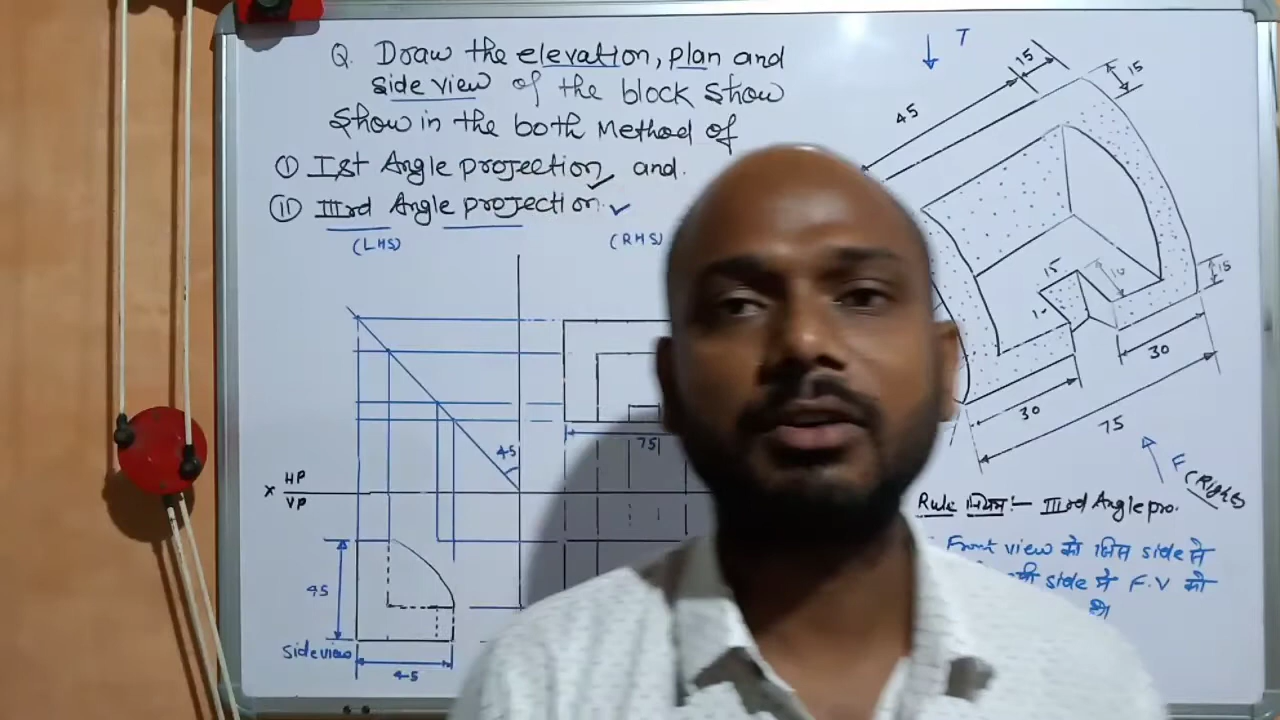 Q. Draw the elevation, plan and
side view of the block show
show in the both Method of
(i) Ist Angle projection and.
(ii) IIIrd Angle projection.
(LHS) (RHS)
T
15
15
45
15
10
15
30
30
75
F (Right)
45
75
X HP
VP
45
side view
45
Rule नियम:- IIIrd Angle pro.
Front view को जिस side से
side में F.V को